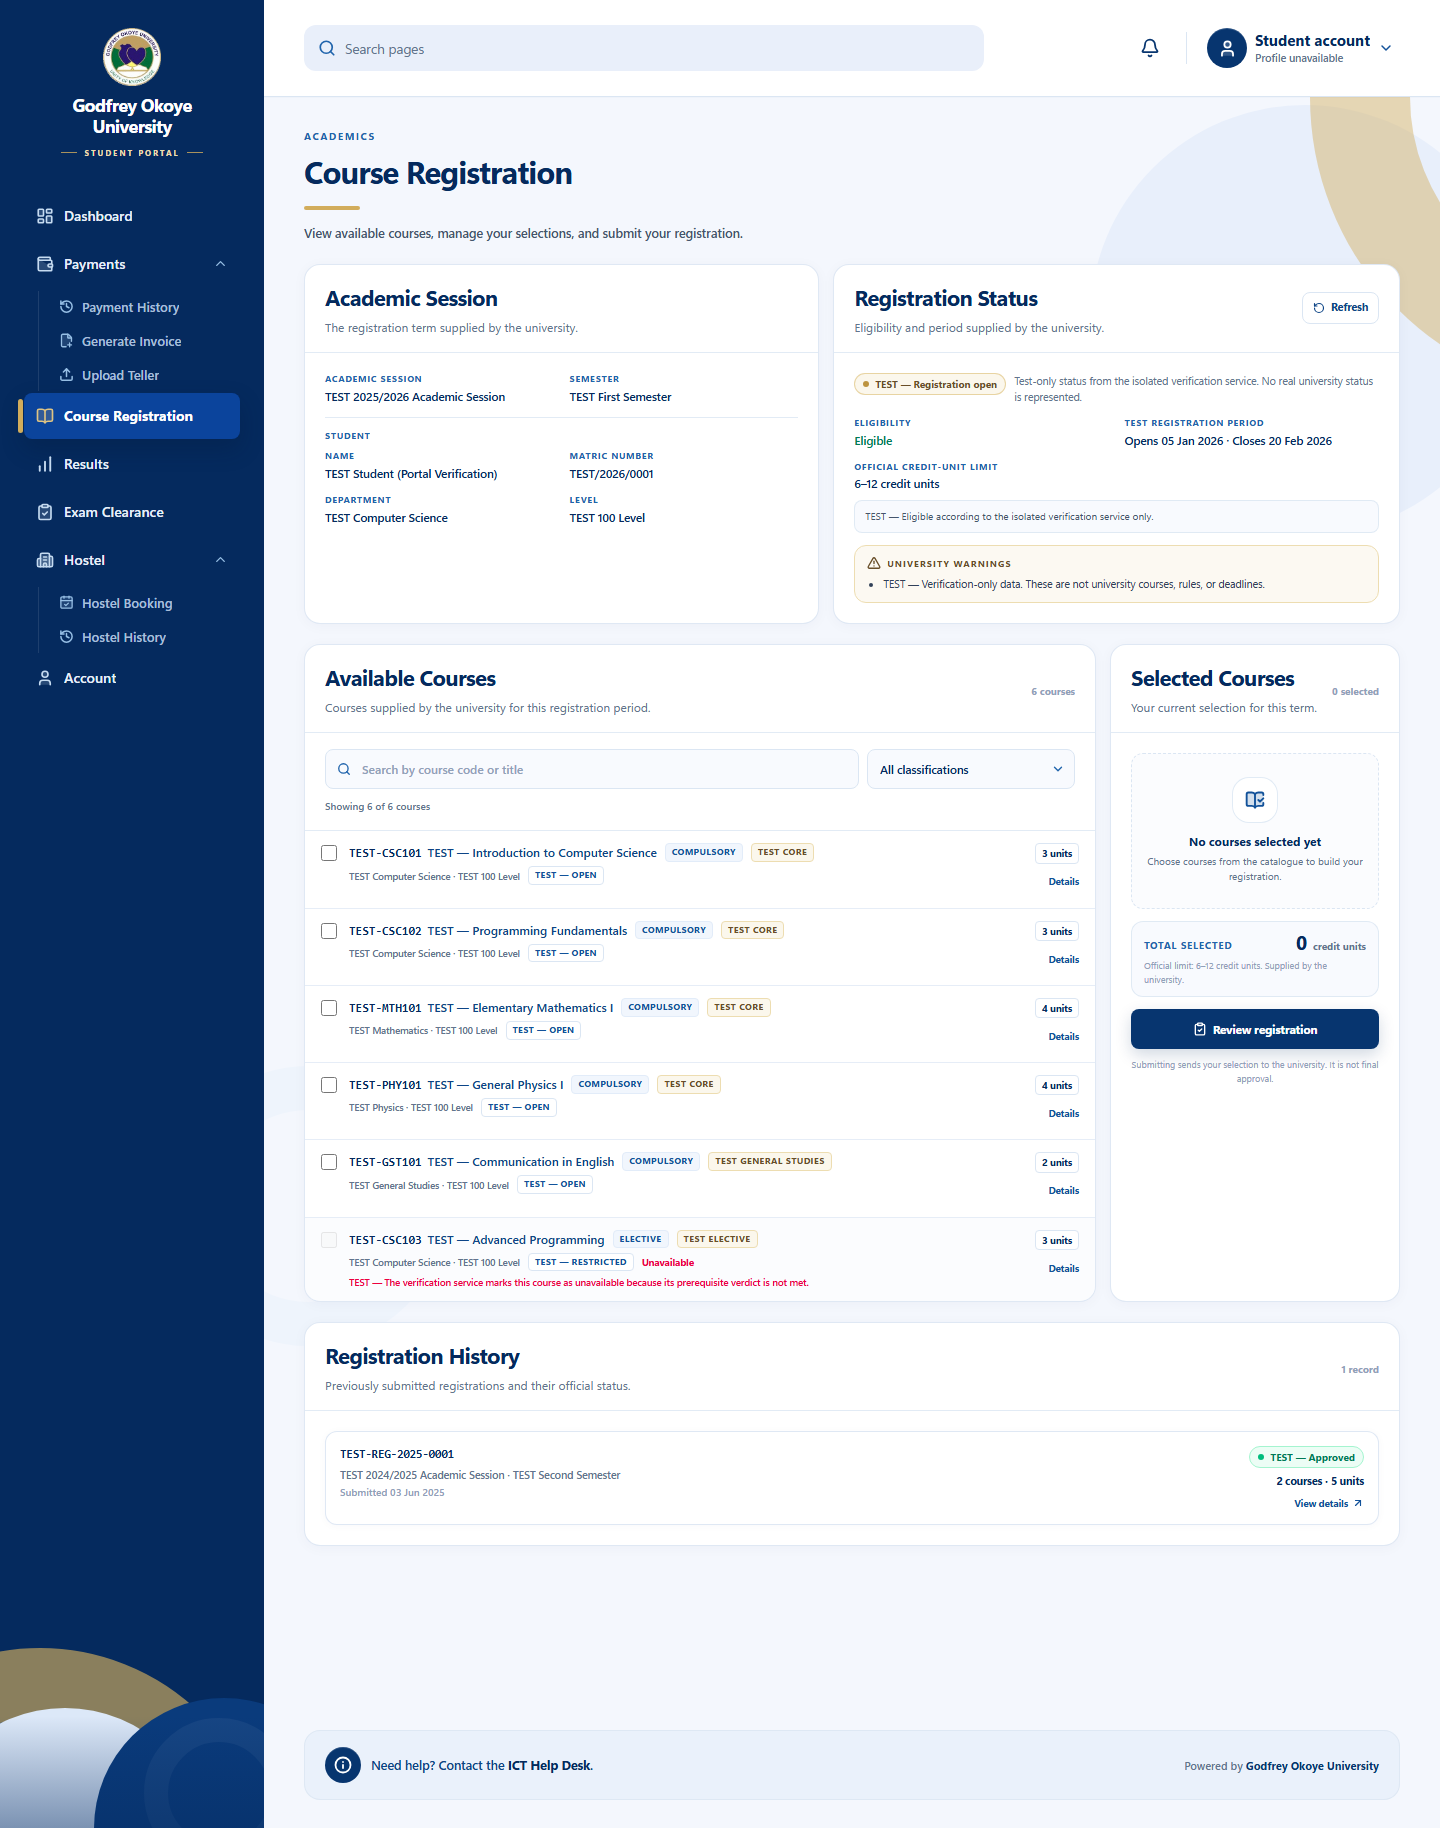 GODFREY OKOYE UNIVERSITY
UNITY OF KNOWLEDGE
Godfrey Okoye
University
STUDENT PORTAL
Dashboard
Payments
Payment History
Generate Invoice
Upload Teller
Course Registration
Results
Exam Clearance
Hostel
Hostel Booking
Hostel History
Account
Search pages
Student account
Profile unavailable
ACADEMICS
Course Registration
View available courses, manage your selections, and submit your registration.
Academic Session
The registration term supplied by the university.
ACADEMIC SESSION
TEST 2025/2026 Academic Session
SEMESTER
TEST First Semester
STUDENT
NAME
TEST Student (Portal Verification)
MATRIC NUMBER
TEST/2026/0001
DEPARTMENT
TEST Computer Science
LEVEL
TEST 100 Level
Registration Status
Eligibility and period supplied by the university.
Refresh
TEST — Registration open
Test-only status from the isolated verification service. No real university status
is represented.
ELIGIBILITY
Eligible
TEST REGISTRATION PERIOD
Opens 05 Jan 2026 · Closes 20 Feb 2026
OFFICIAL CREDIT-UNIT LIMIT
6–12 credit units
TEST — Eligible according to the isolated verification service only.
UNIVERSITY WARNINGS
• TEST — Verification-only data. These are not university courses, rules, or deadlines.
Available Courses
Courses supplied by the university for this registration period.
6 courses
Search by course code or title
All classifications
Showing 6 of 6 courses
TEST-CSC101 TEST — Introduction to Computer Science COMPULSORY TEST CORE 3 units
TEST Computer Science · TEST 100 Level TEST — OPEN
Details
TEST-CSC102 TEST — Programming Fundamentals COMPULSORY TEST CORE 3 units
TEST Computer Science · TEST 100 Level TEST — OPEN
Details
TEST-MTH101 TEST — Elementary Mathematics I COMPULSORY TEST CORE 4 units
TEST Mathematics · TEST 100 Level TEST — OPEN
Details
TEST-PHY101 TEST — General Physics I COMPULSORY TEST CORE 4 units
TEST Physics · TEST 100 Level TEST — OPEN
Details
TEST-GST101 TEST — Communication in English COMPULSORY TEST GENERAL STUDIES 2 units
TEST General Studies · TEST 100 Level TEST — OPEN
Details
TEST-CSC103 TEST — Advanced Programming ELECTIVE TEST ELECTIVE 3 units
TEST Computer Science · TEST 100 Level TEST — RESTRICTED Unavailable
Details
TEST — The verification service marks this course as unavailable because its prerequisite verdict is not met.
Selected Courses
0 selected
Your current selection for this term.
No courses selected yet
Choose courses from the catalogue to build your
registration.
TOTAL SELECTED 0 credit units
Official limit: 6–12 credit units. Supplied by the
university.
Review registration
Submitting sends your selection to the university. It is not final
approval.
Registration History
Previously submitted registrations and their official status.
1 record
TEST-REG-2025-0001
TEST 2024/2025 Academic Session · TEST Second Semester
Submitted 03 Jun 2025
TEST — Approved
2 courses · 5 units
View details
Need help? Contact the ICT Help Desk.
Powered by Godfrey Okoye University